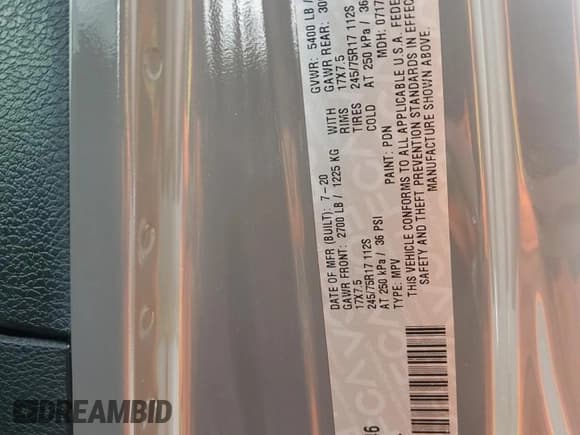 DATE OF MFR (BUILT): 7-20 GVWR: 5400 LB /
GAWR FRONT: 2700 LB / 1225 KG WITH GAWR REAR: 30
17X7.5 RIMS 17X7.5
245/75R17 112S TIRES 245/75R17 112S
AT 250 kPa / 36 PSI COLD AT 250 kPa / 36
TYPE: MPV PAINT: PDN MDH: 0717
THIS VEHICLE CONFORMS TO ALL APPLICABLE U.S.A. FEDE
SAFETY AND THEFT PREVENTION STANDARDS IN EFFEC
MANUFACTURE SHOWN ABOVE.
DREAMBID